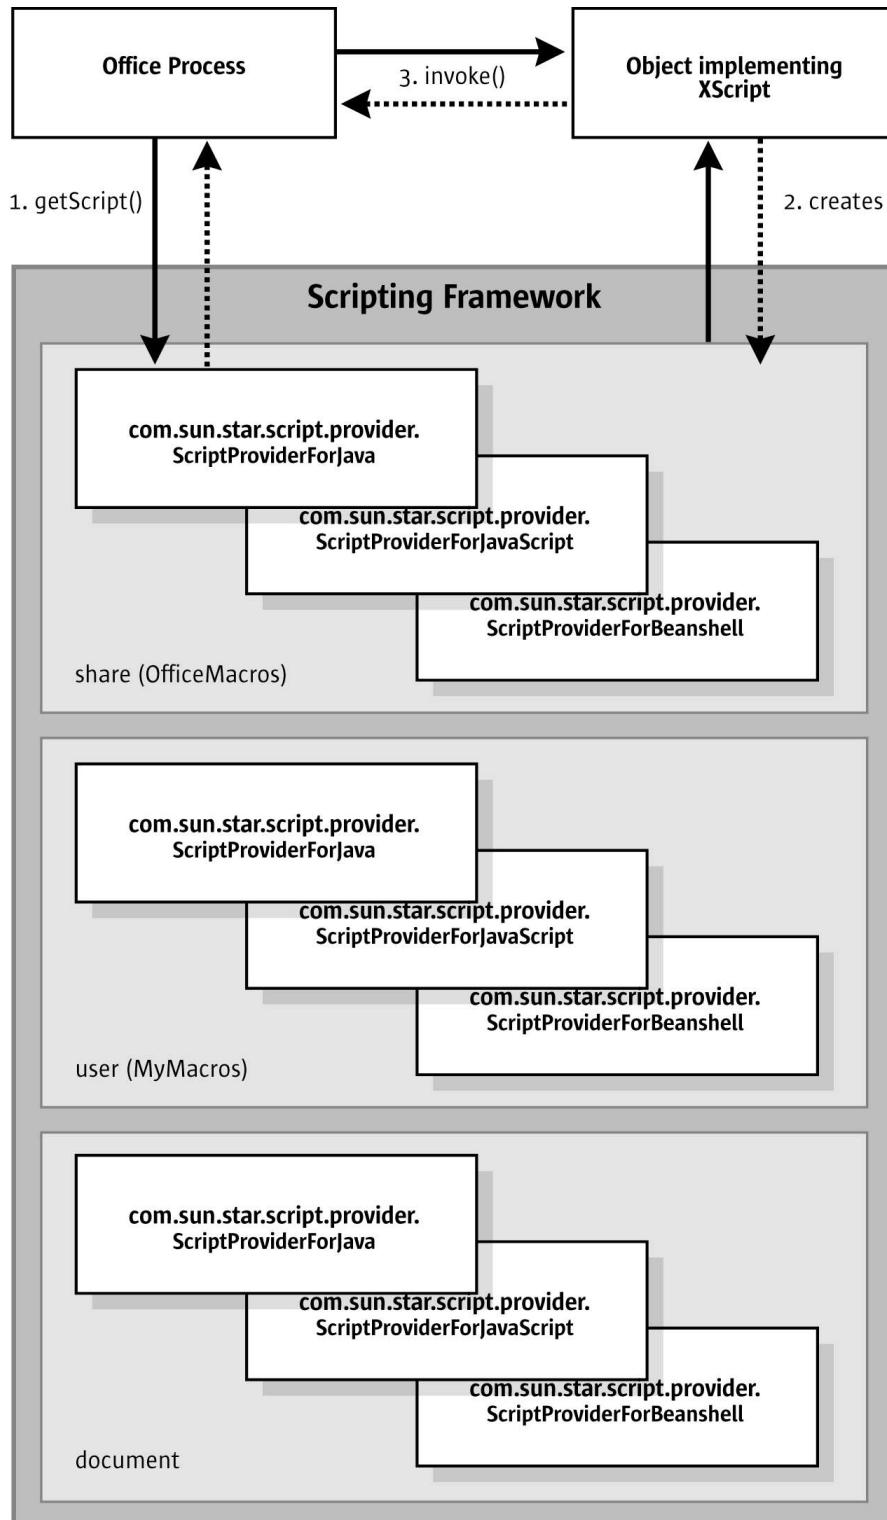 Office Process
3. invoke()
Object implementing
XScript
1. getScript()
2. creates
Scripting Framework
com.sun.star.script.provider.
ScriptProviderForJava
com.sun.star.script.provider.
ScriptProviderForJavaScript
com.sun.star.script.provider.
ScriptProviderForBeanshell
share (OfficeMacros)
com.sun.star.script.provider.
ScriptProviderForJava
com.sun.star.script.provider.
ScriptProviderForJavaScript
com.sun.star.script.provider.
ScriptProviderForBeanshell
user (MyMacros)
com.sun.star.script.provider.
ScriptProviderForJava
com.sun.star.script.provider.
ScriptProviderForJavaScript
com.sun.star.script.provider.
ScriptProviderForBeanshell
document